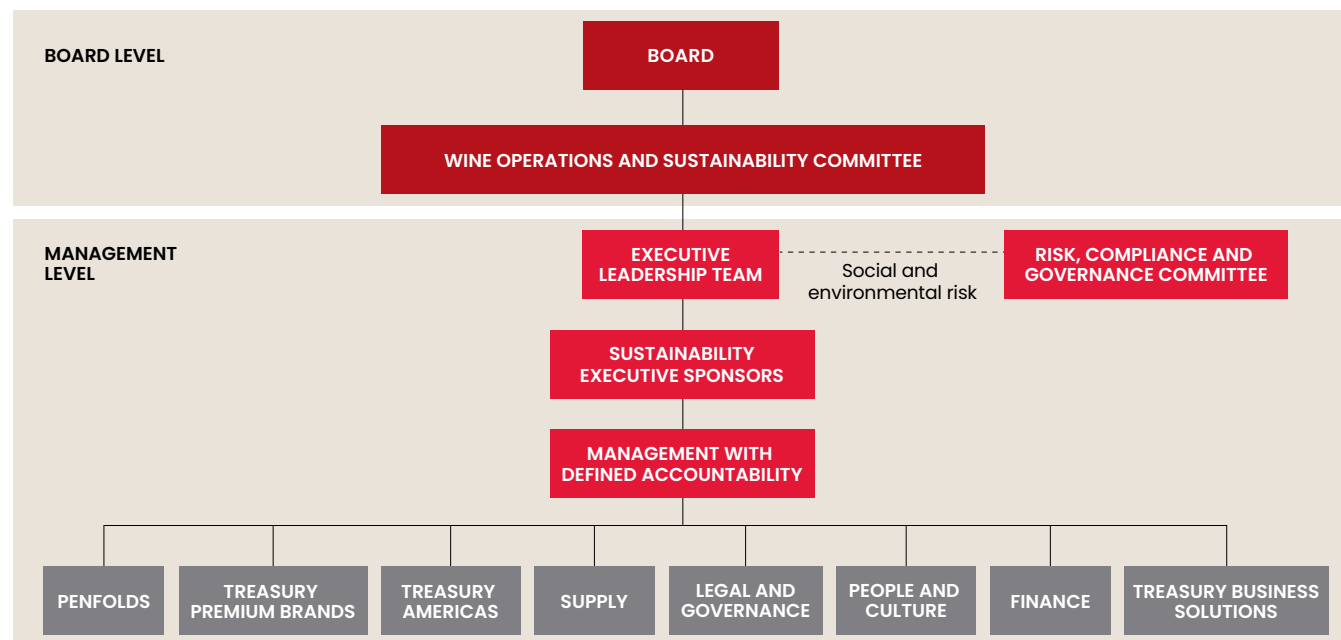 BOARD LEVEL
BOARD
WINE OPERATIONS AND SUSTAINABILITY COMMITTEE
MANAGEMENT
LEVEL
EXECUTIVE
LEADERSHIP TEAM
Social and
environmental risk
RISK, COMPLIANCE AND
GOVERNANCE COMMITTEE
SUSTAINABILITY
EXECUTIVE SPONSORS
MANAGEMENT WITH
DEFINED ACCOUNTABILITY
PENFOLDS
TREASURY
PREMIUM BRANDS
TREASURY
AMERICAS
SUPPLY
LEGAL AND
GOVERNANCE
PEOPLE AND
CULTURE
FINANCE
TREASURY BUSINESS
SOLUTIONS